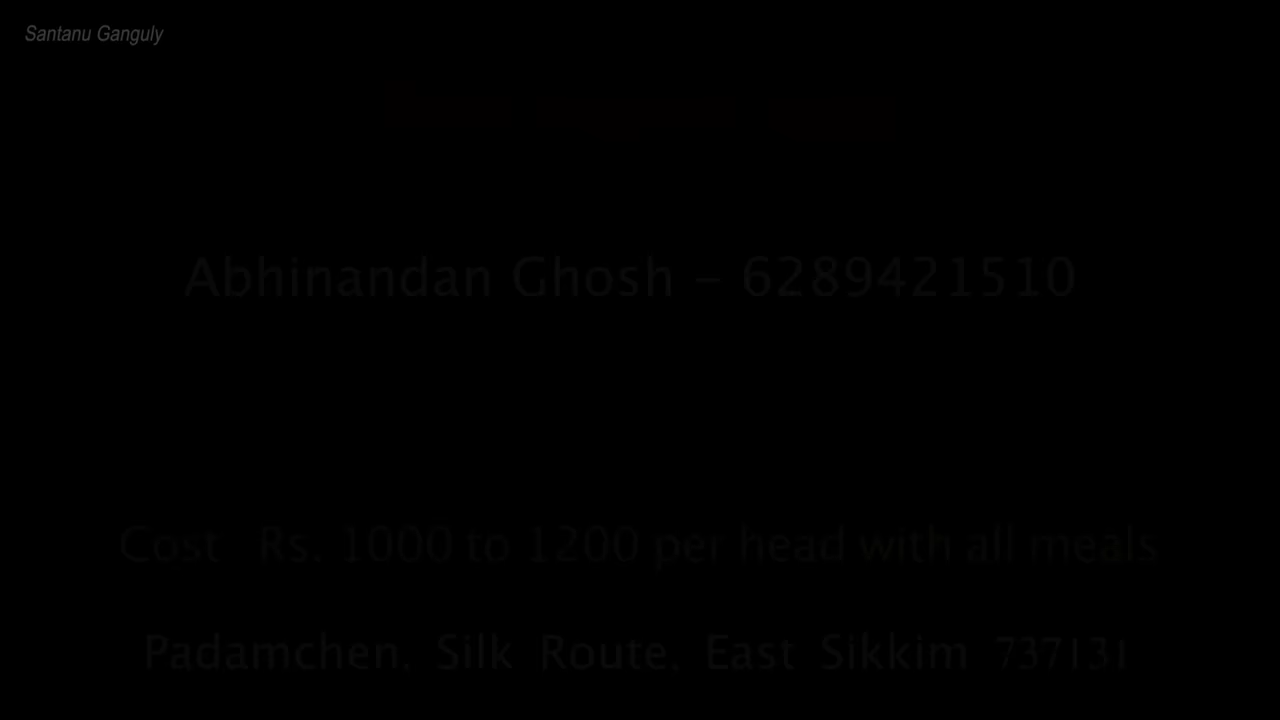 Santanu Ganguly
Abhinandan Ghosh - 6289421510
Cost Rs. 1000 to 1200 per head with all meals
Padamchen, Silk Route, East Sikkim 737131